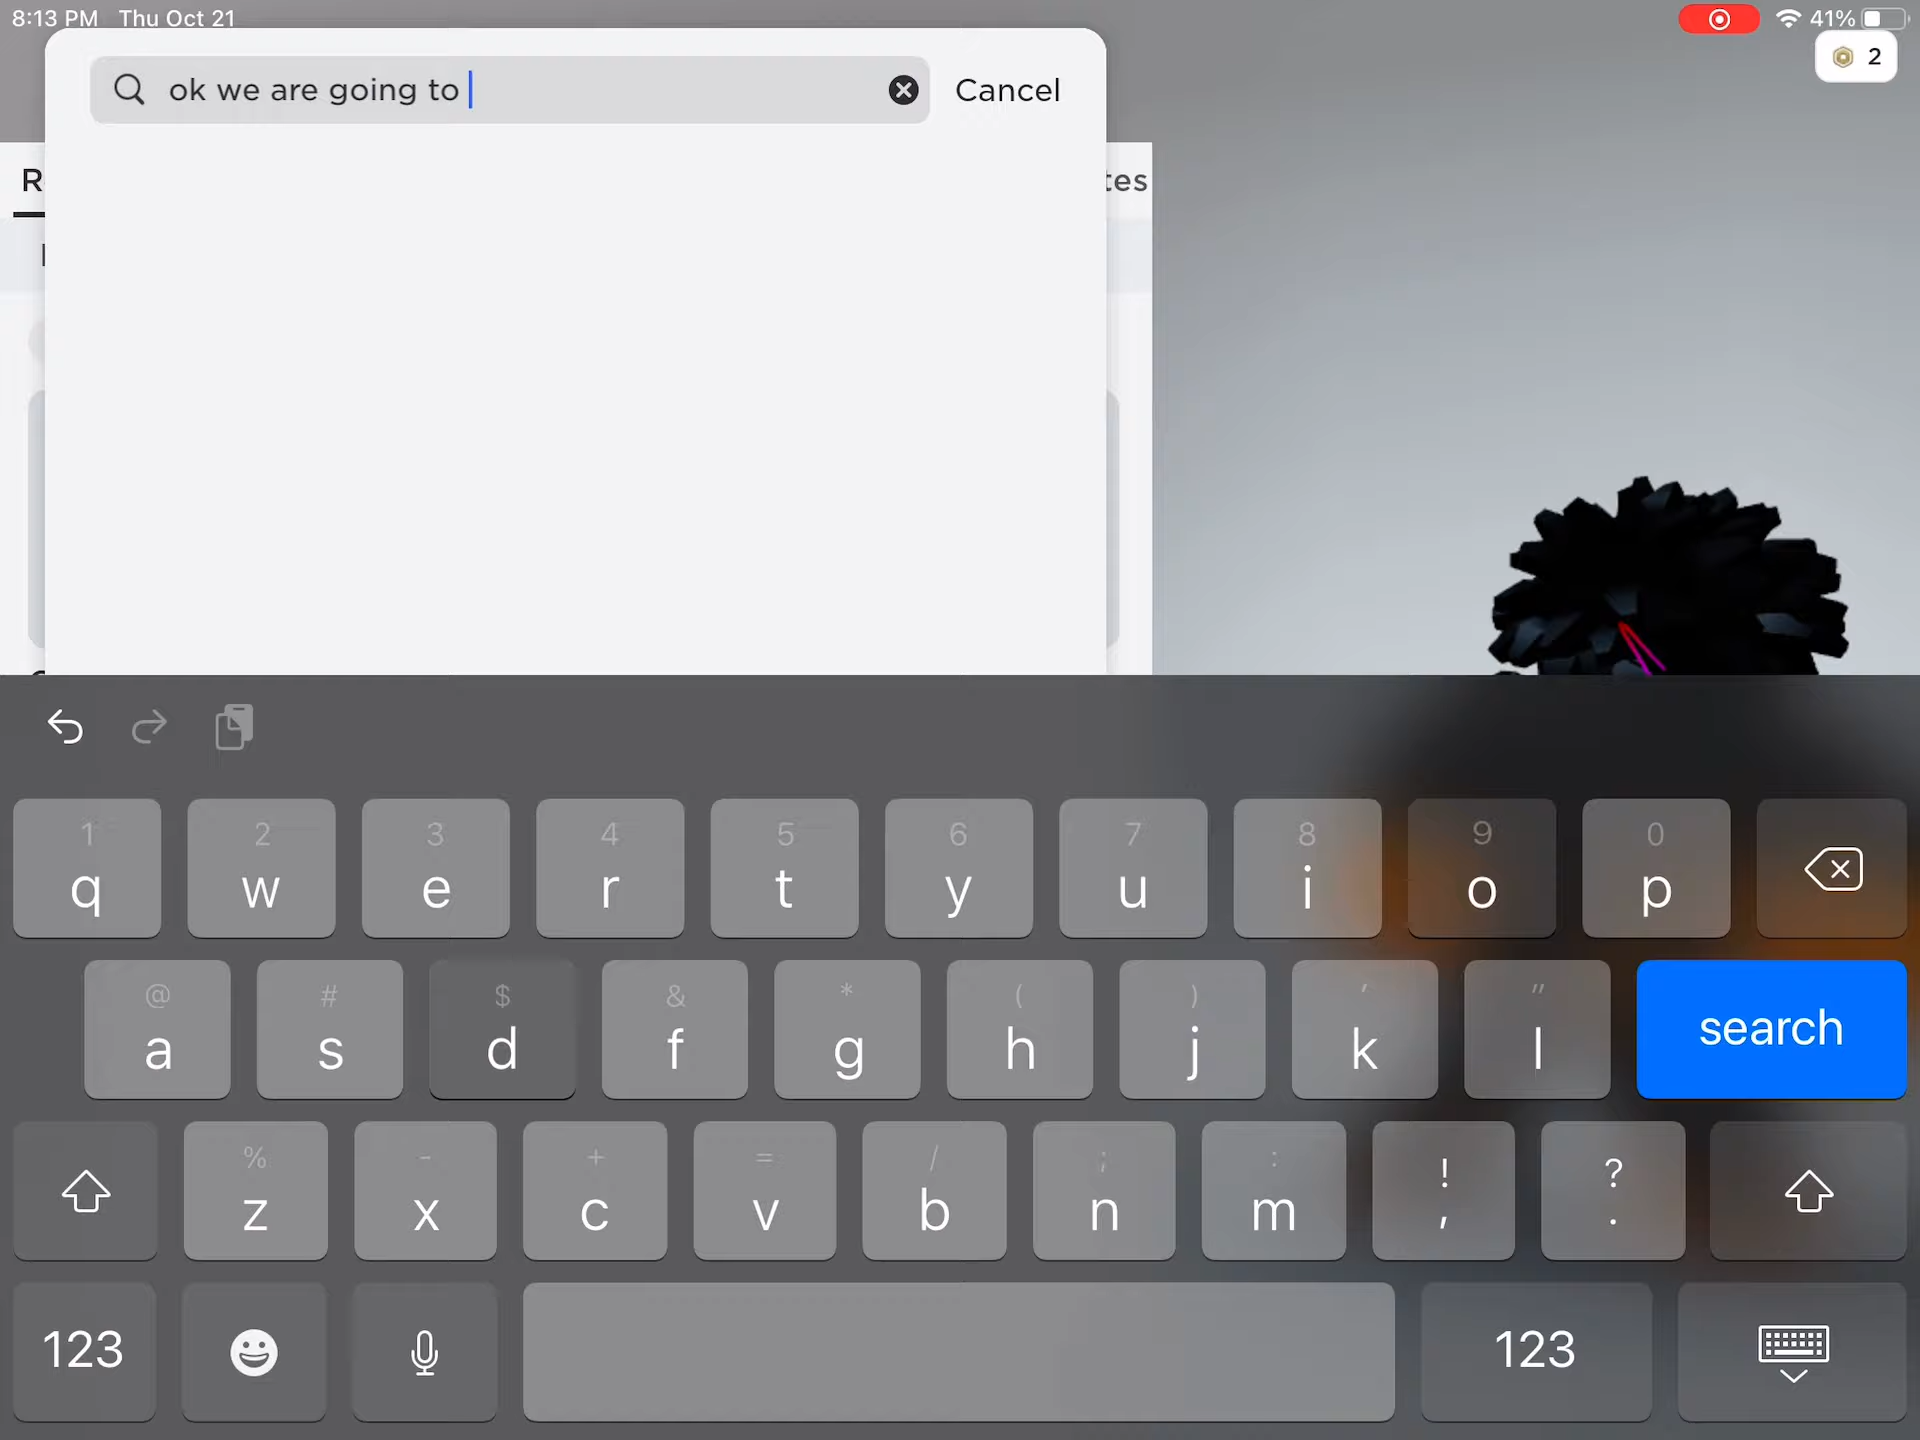 8:13 PM Thu Oct 21
41%
2
ok we are going to
Cancel
R
tes
1 2 3 4 5 6 7 8 9 0
q w e r t y u i o p
@ # $ & * ( ) ' "
a s d f g h j k l search
% - + = / ; : ! ?
z x c v b n m , .
123 123